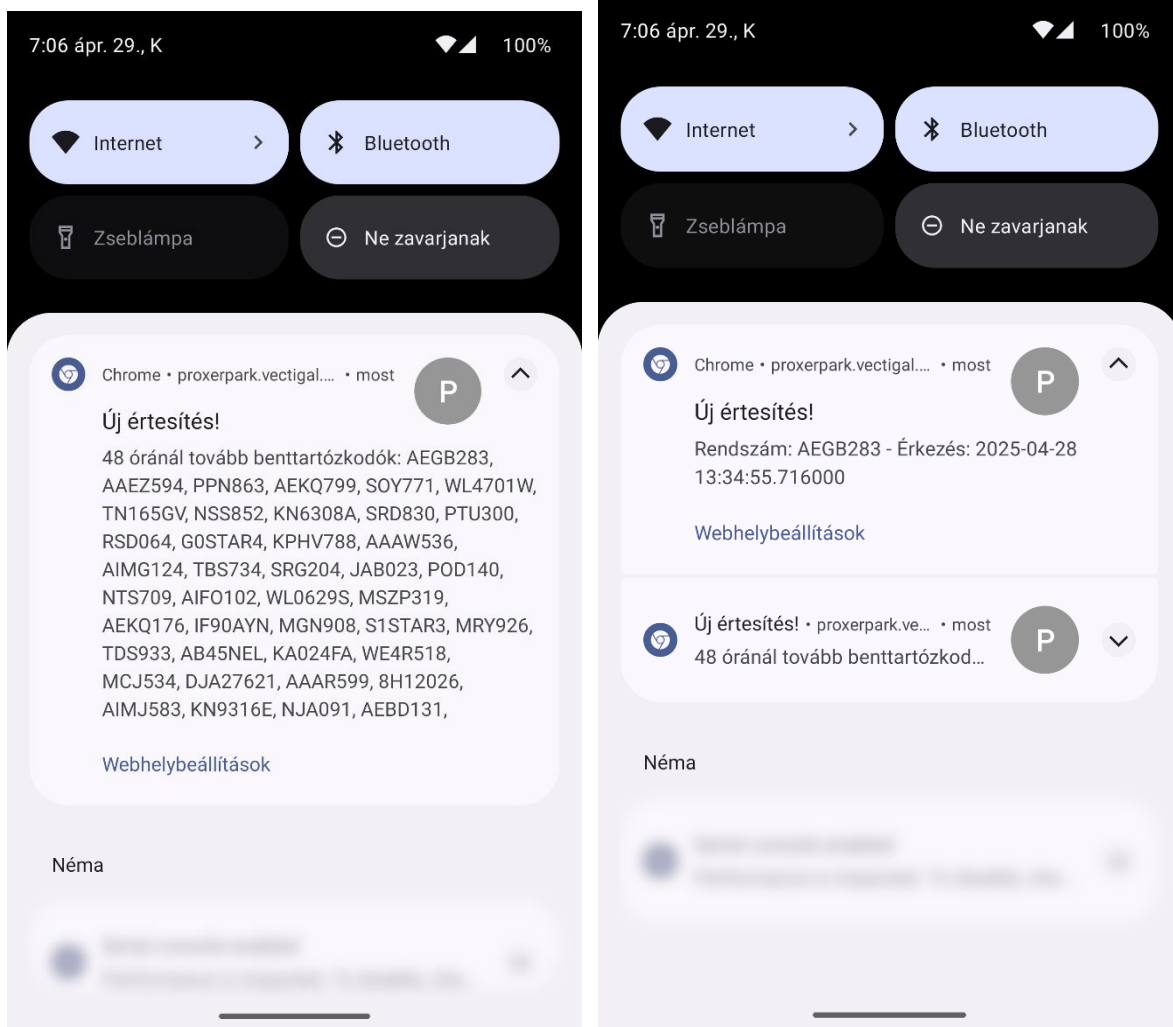 7:06 ápr. 29., K
100%
Internet
Bluetooth
Zseblámpa
Ne zavarjanak
Chrome • proxerpark.vectigal.... • most
P
Új értesítés!
48 óránál tovább benttartózkodók: AEGB283,
AAEZ594, PPN863, AEKQ799, SOY771, WL4701W,
TN165GV, NSS852, KN6308A, SRD830, PTU300,
RSD064, G0STAR4, KPHV788, AAAW536,
AIMG124, TBS734, SRG204, JAB023, POD140,
NTS709, AIFO102, WL0629S, MSZP319,
AEKQ176, IF90AYN, MGN908, S1STAR3, MRY926,
TDS933, AB45NEL, KA024FA, WE4R518,
MCJ534, DJA27621, AAAR599, 8H12026,
AIMJ583, KN9316E, NJA091, AEBD131,
Webhelybeállítások
Néma
7:06 ápr. 29., K
100%
Internet
Bluetooth
Zseblámpa
Ne zavarjanak
Chrome • proxerpark.vectigal.... • most
P
Új értesítés!
Rendszám: AEGB283 - Érkezés: 2025-04-28
13:34:55.716000
Webhelybeállítások
Új értesítés! • proxerpark.ve... • most
P
48 óránál tovább benttartózkod...
Néma